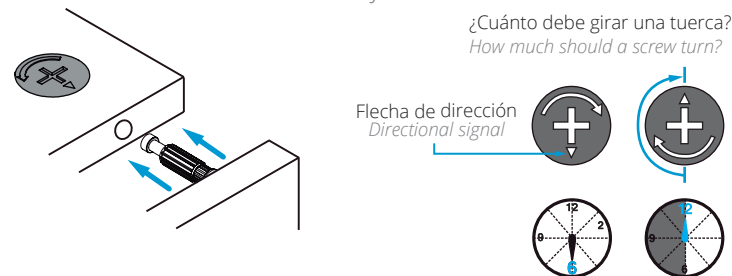 ¿Cuánto debe girar una tuerca?
How much should a screw turn?
Flecha de dirección
Directional signal
12
2
9
6
12
9
6